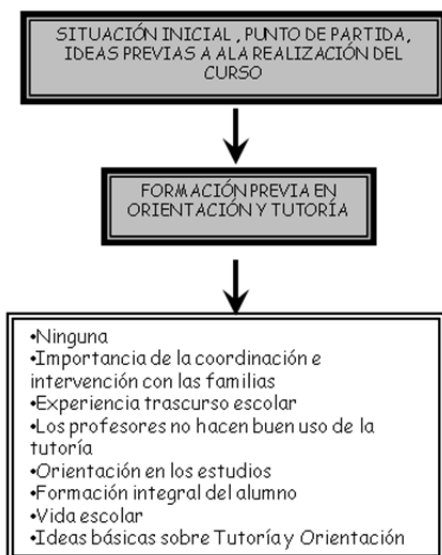 SITUACIÓN INICIAL , PUNTO DE PARTIDA,
IDEAS PREVIAS A ALA REALIZACIÓN DEL
CURSO
FORMACIÓN PREVIA EN
ORIENTACIÓN Y TUTORÍA
•Ninguna
•Importancia de la coordinación e
intervención con las familias
•Experiencia trascurso escolar
•Los profesores no hacen buen uso de la
tutoría
•Orientación en los estudios
•Formación integral del alumno
•Vida escolar
•Ideas básicas sobre Tutoría y Orientación